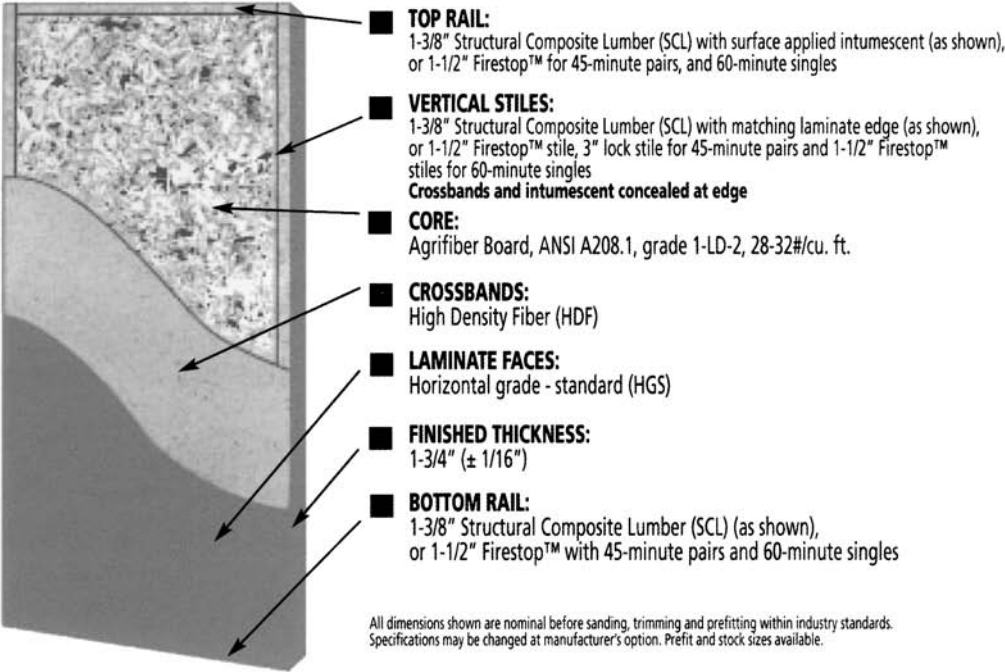 TOP RAIL:
1-3/8" Structural Composite Lumber (SCL) with surface applied intumescent (as shown),
or 1-1/2" Firestop™ for 45-minute pairs, and 60-minute singles
VERTICAL STILES:
1-3/8" Structural Composite Lumber (SCL) with matching laminate edge (as shown),
or 1-1/2" Firestop™ stile, 3" lock stile for 45-minute pairs and 1-1/2" Firestop™
stiles for 60-minute singles
Crossbands and intumescent concealed at edge
CORE:
Agrifiber Board, ANSI A208.1, grade 1-LD-2, 28-32#/cu. ft.
CROSSBANDS:
High Density Fiber (HDF)
LAMINATE FACES:
Horizontal grade - standard (HGS)
FINISHED THICKNESS:
1-3/4" (± 1/16")
BOTTOM RAIL:
1-3/8" Structural Composite Lumber (SCL) (as shown),
or 1-1/2" Firestop™ with 45-minute pairs and 60-minute singles
All dimensions shown are nominal before sanding, trimming and prefitting within industry standards.
Specifications may be changed at manufacturer's option. Prefit and stock sizes available.